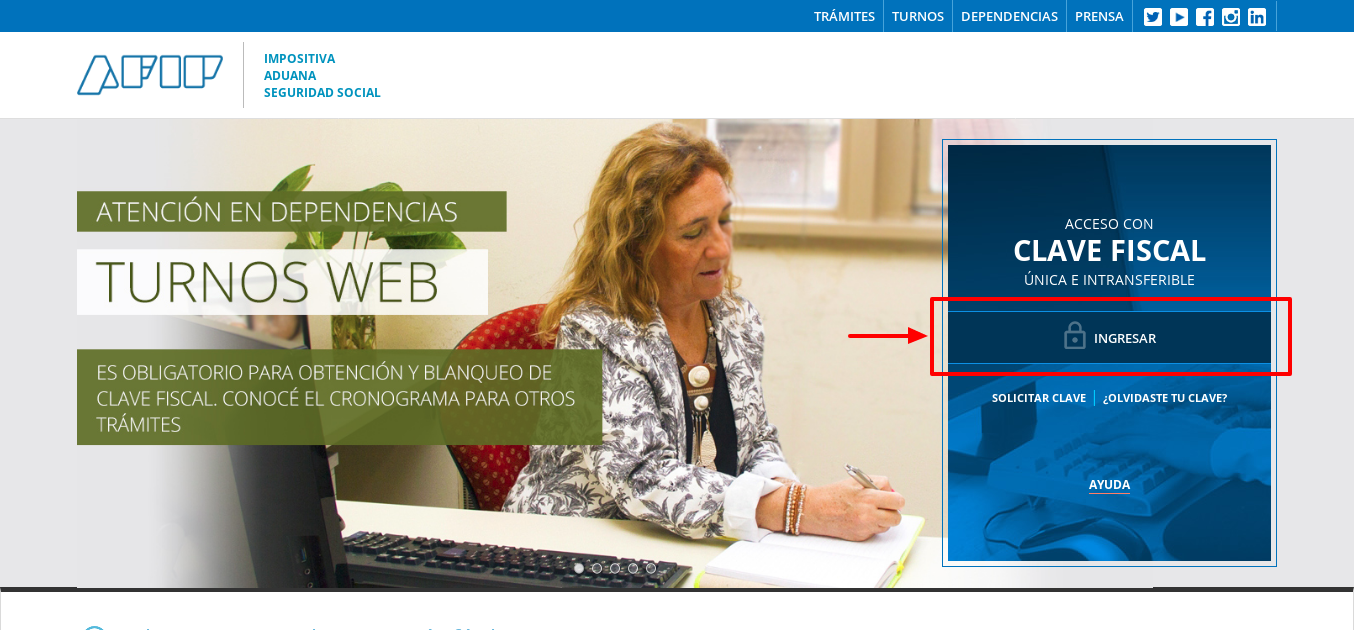 TRÁMITES
TURNOS
DEPENDENCIAS
PRENSA
AFIP
IMPOSITIVA
ADUANA
SEGURIDAD SOCIAL
ATENCIÓN EN DEPENDENCIAS
TURNOS WEB
ES OBLIGATORIO PARA OBTENCIÓN Y BLANQUEO DE
CLAVE FISCAL. CONOCÉ EL CRONOGRAMA PARA OTROS
TRÁMITES
ACCESO CON
CLAVE FISCAL
ÚNICA E INTRANSFERIBLE
INGRESAR
SOLICITAR CLAVE
¿OLVIDASTE TU CLAVE?
AYUDA